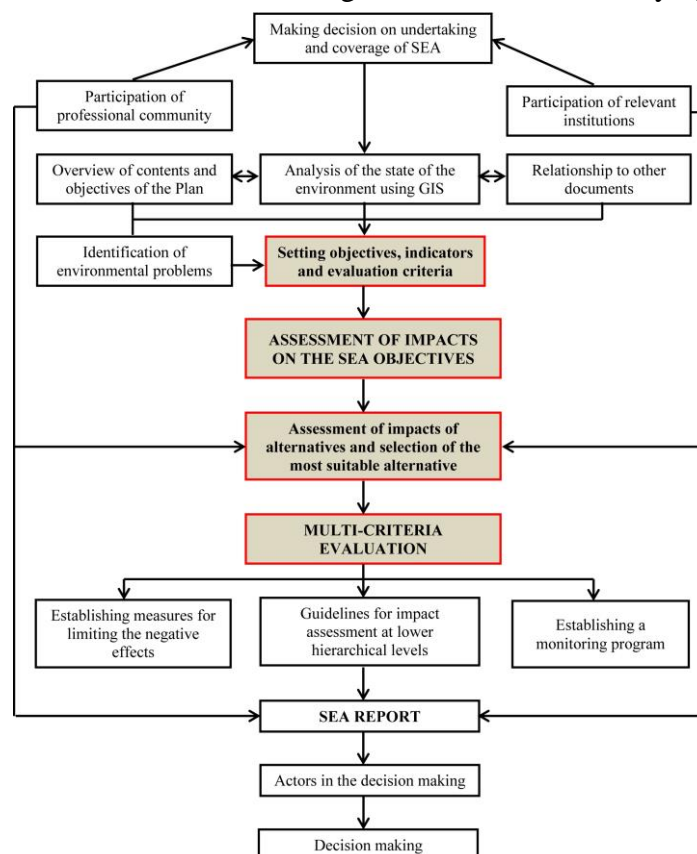 Making decision on undertaking
and coverage of SEA
Participation of
professional community
Participation of relevant
institutions
Overview of contents and
objectives of the Plan
Analysis of the state of the
environment using GIS
Relationship to other
documents
Identification of
environmental problems
Setting objectives, indicators
and evaluation criteria
ASSESSMENT OF IMPACTS
ON THE SEA OBJECTIVES
Assessment of impacts of
alternatives and selection of the
most suitable alternative
MULTI-CRITERIA
EVALUATION
Establishing measures for
limiting the negative
effects
Guidelines for impact
assessment at lower
hierarchical levels
Establishing a
monitoring program
SEA REPORT
Actors in the decision making
Decision making